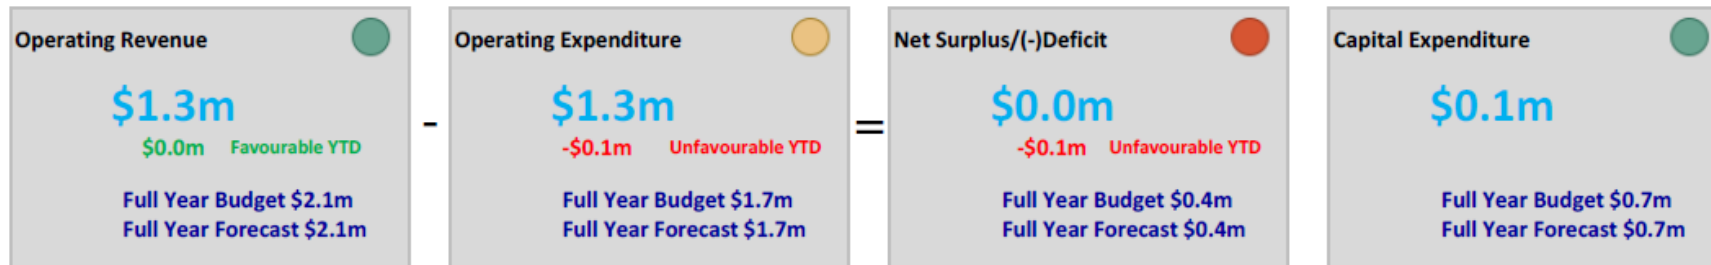 Operating Revenue
$1.3m
$0.0m Favourable YTD
Full Year Budget $2.1m
Full Year Forecast $2.1m
-
Operating Expenditure
$1.3m
-$0.1m Unfavourable YTD
Full Year Budget $1.7m
Full Year Forecast $1.7m
=
Net Surplus/(-)Deficit
$0.0m
-$0.1m Unfavourable YTD
Full Year Budget $0.4m
Full Year Forecast $0.4m
Capital Expenditure
$0.1m
Full Year Budget $0.7m
Full Year Forecast $0.7m